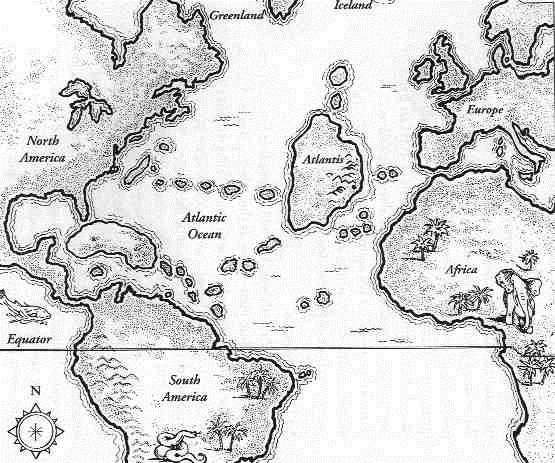 Greenland
Iceland
Europe
North
America
Atlantis
Atlantic
Ocean
Africa
Equator
South
America
N